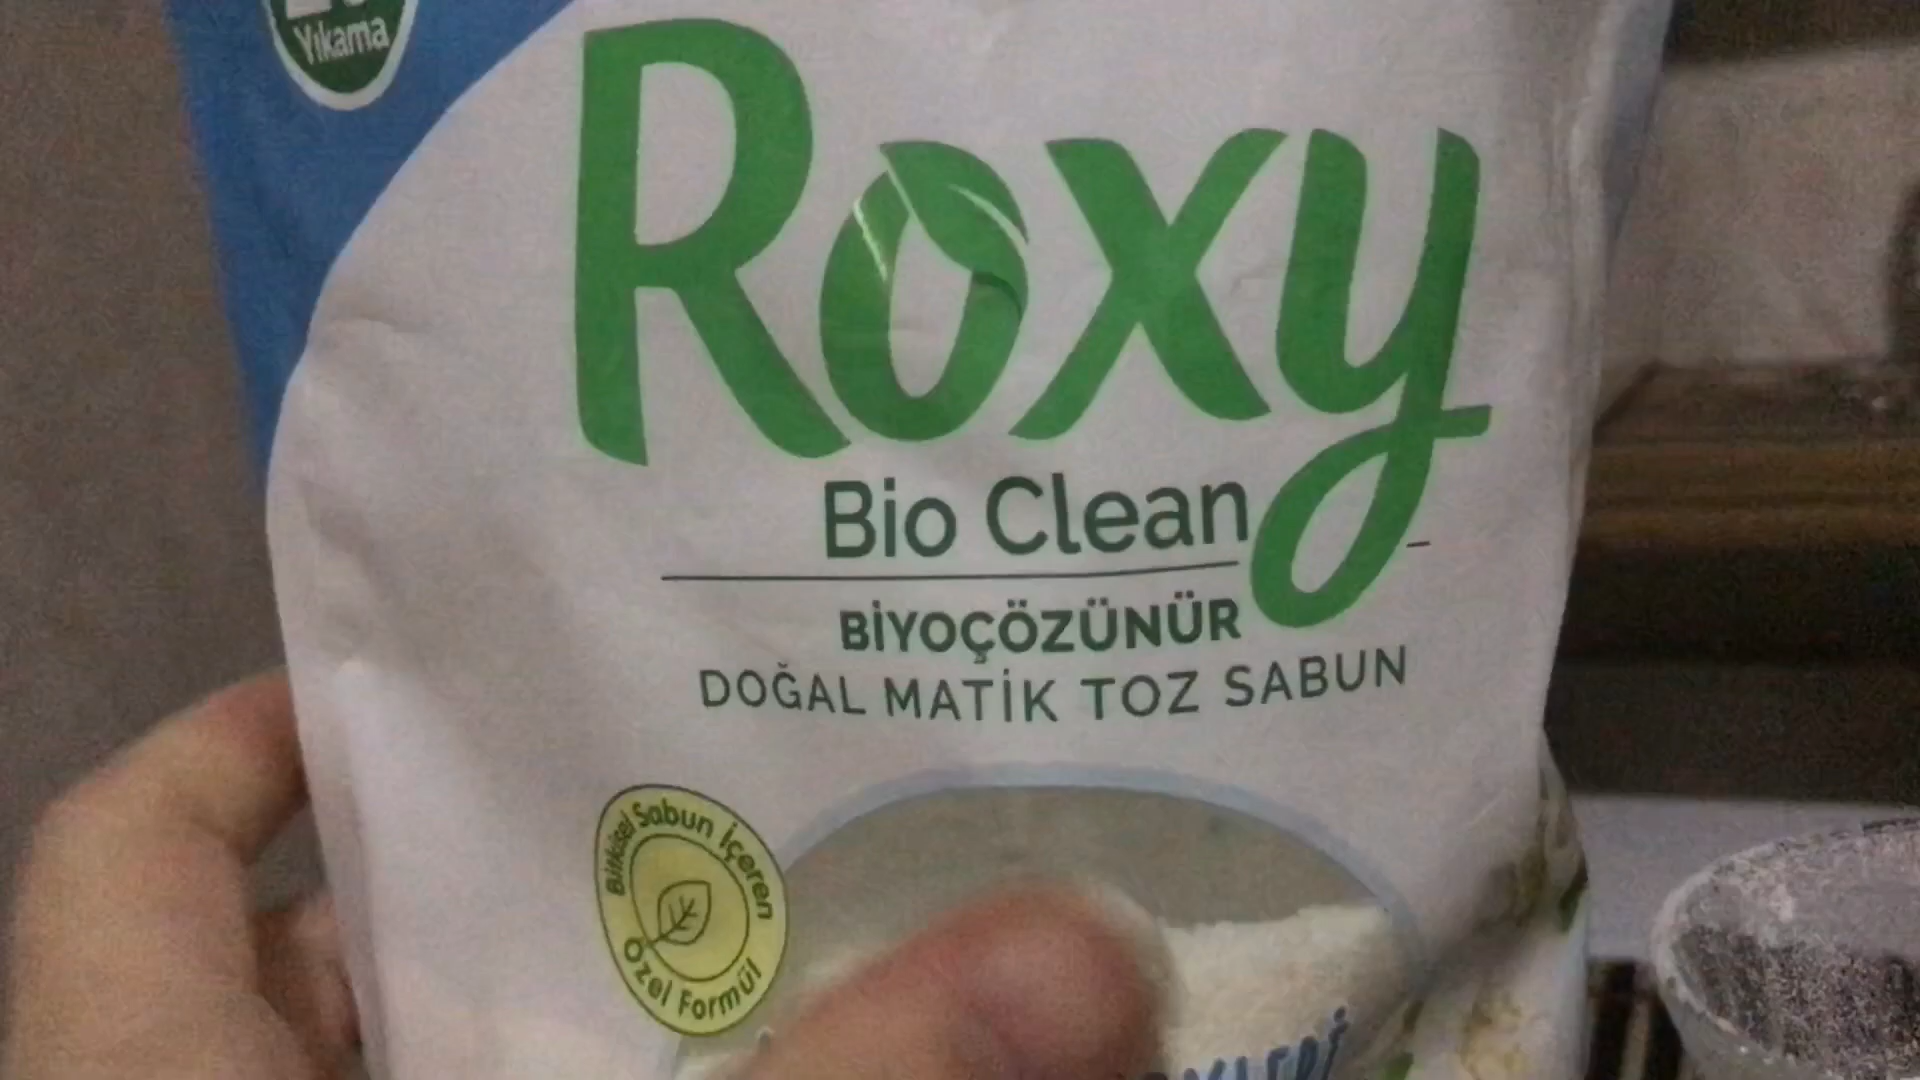 Yıkama
Roxy
Bio Clean
BİYOÇÖZÜNÜR
DOĞAL MATİK TOZ SABUN
Bitkisel Sabun İçeren
Özel Formül